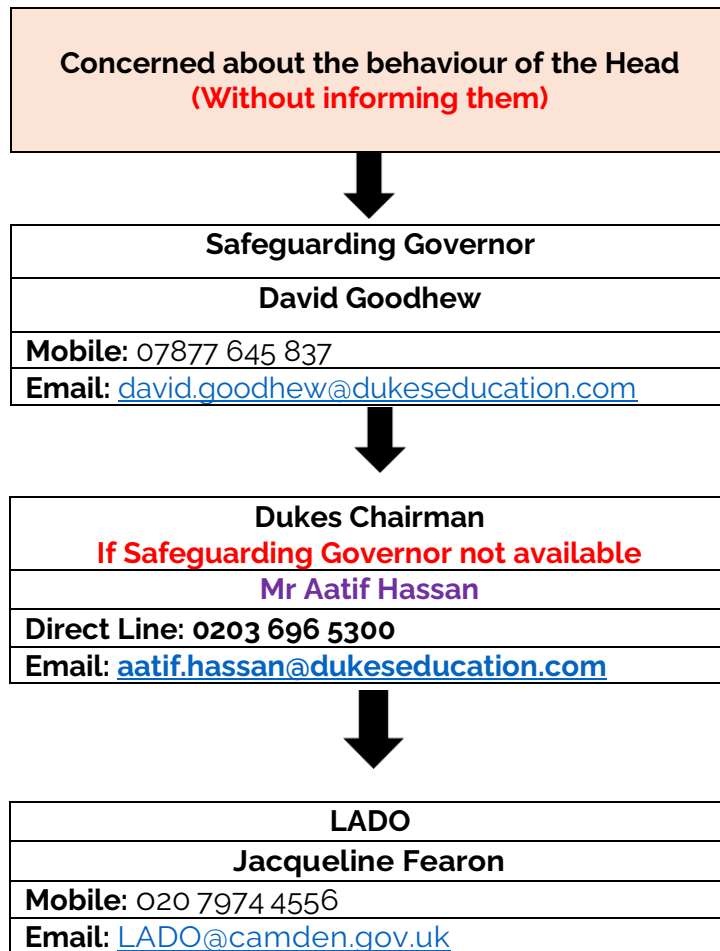 Concerned about the behaviour of the Head
(Without informing them)
Safeguarding Governor
David Goodhew
Mobile: 07877 645 837
Email: david.goodhew@dukeseducation.com
Dukes Chairman
If Safeguarding Governor not available
Mr Aatif Hassan
Direct Line: 0203 696 5300
Email: aatif.hassan@dukeseducation.com
LADO
Jacqueline Fearon
Mobile: 020 7974 4556
Email: LADO@camden.gov.uk